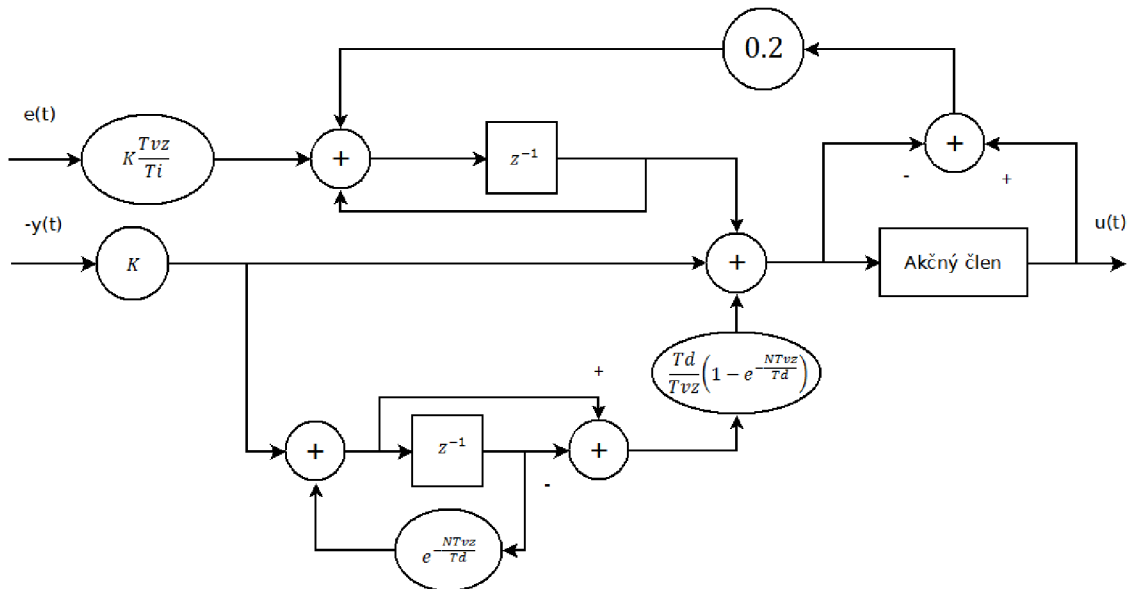 0.2
e(t)
K Tvz/Ti
+
z⁻¹
+
-
+
-y(t)
u(t)
K
+
Akčný člen
Td/Tvz(1 − e^(-NTvz/Td))
+
+
z⁻¹
+
-
e^(-NTvz/Td)